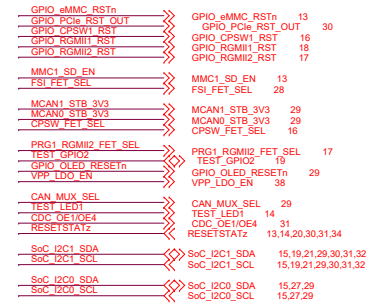 GPIO_eMMC_RSTn GPIO_eMMC_RSTn 13
GPIO_PCIe_RST_OUT GPIO_PCIe_RST_OUT 30
GPIO_CPSW1_RST GPIO_CPSW1_RST 16
GPIO_RGMII1_RST GPIO_RGMII1_RST 18
GPIO_RGMII2_RST GPIO_RGMII2_RST 17
MMC1_SD_EN MMC1_SD_EN 13
FSI_FET_SEL FSI_FET_SEL 28
MCAN1_STB_3V3 MCAN1_STB_3V3 29
MCAN0_STB_3V3 MCAN0_STB_3V3 29
CPSW_FET_SEL CPSW_FET_SEL 16
PRG1_RGMII2_FET_SEL PRG1_RGMII2_FET_SEL 17
TEST_GPIO2 TEST_GPIO2 19
GPIO_OLED_RESETn GPIO_OLED_RESETn 29
VPP_LDO_EN VPP_LDO_EN 38
CAN_MUX_SEL CAN_MUX_SEL 29
TEST_LED1 TEST_LED1 14
CDC_OE1/OE4 CDC_OE1/OE4 31
RESETSTATz RESETSTATz 13,14,20,30,31,34
SoC_I2C1_SDA SoC_I2C1_SDA 15,19,21,29,30,31,32
SoC_I2C1_SCL SoC_I2C1_SCL 15,19,21,29,30,31,32
SoC_I2C0_SDA SoC_I2C0_SDA 15,27,29
SoC_I2C0_SCL SoC_I2C0_SCL 15,27,29